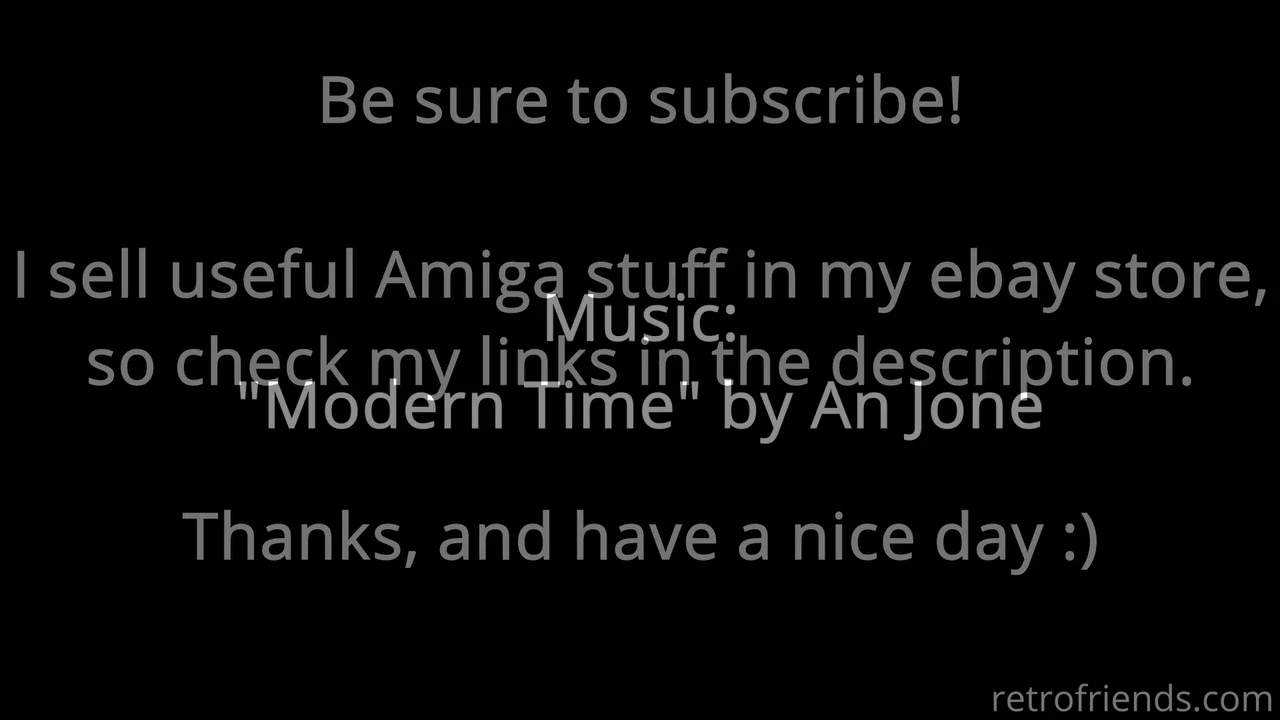 Be sure to subscribe!
I sell useful Amiga stuff in my ebay store,
Music:
so check my links in the description.
"Modern Time" by An Jone
Thanks, and have a nice day :)
retrofriends.com